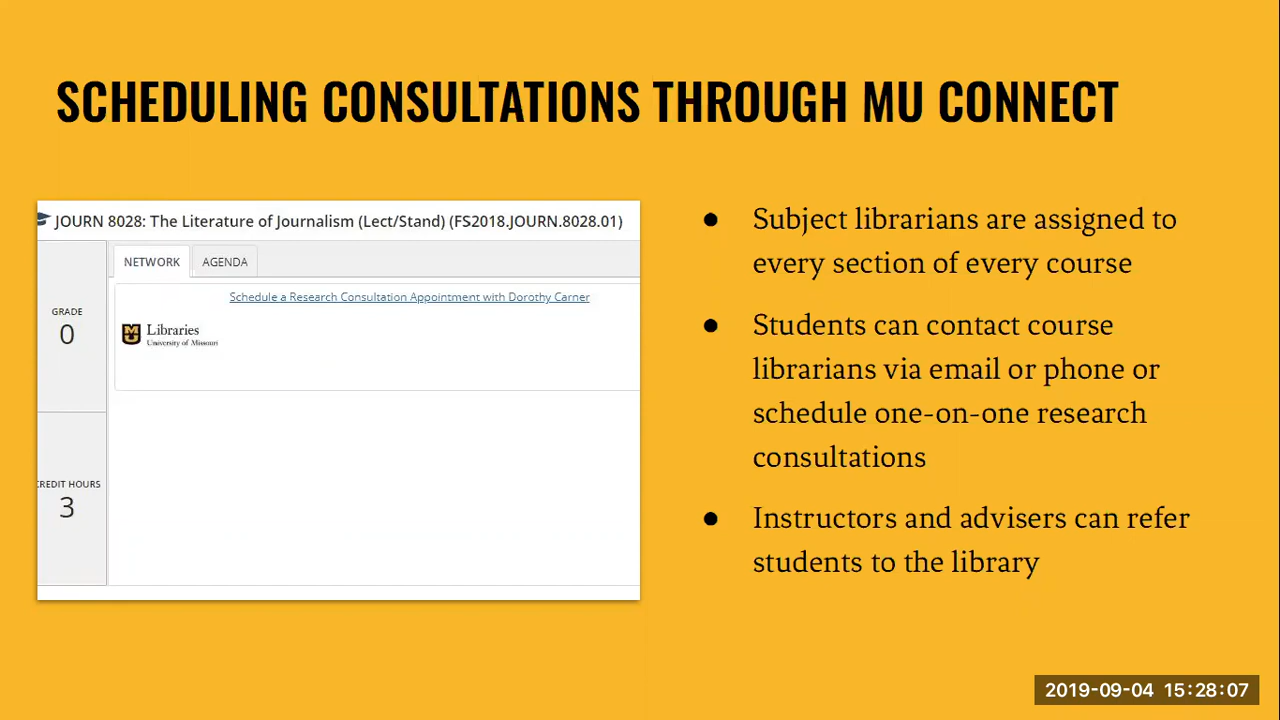 SCHEDULING CONSULTATIONS THROUGH MU CONNECT
JOURN 8028: The Literature of Journalism (Lect/Stand) (FS2018.JOURN.8028.01)
NETWORK
AGENDA
GRADE
0
Schedule a Research Consultation Appointment with Dorothy Carner
Libraries
University of Missouri
CREDIT HOURS
3
● Subject librarians are assigned to
every section of every course
● Students can contact course
librarians via email or phone or
schedule one-on-one research
consultations
● Instructors and advisers can refer
students to the library
2019-09-04 15:28:07